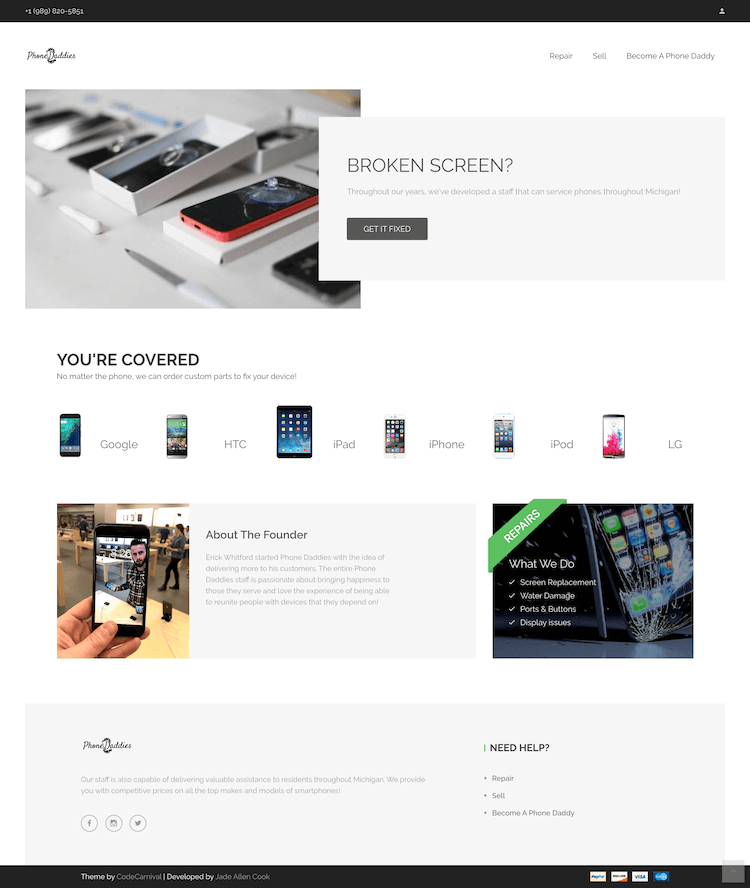 +1 (989) 820-5851
PhoneDaddies
Repair
Sell
Become A Phone Daddy
BROKEN SCREEN?
Throughout our years, we've developed a staff that can service phones throughout Michigan!
GET IT FIXED
YOU'RE COVERED
No matter the phone, we can order custom parts to fix your device!
Google
HTC
iPad
iPhone
iPod
LG
About The Founder
Erick Whitford started Phone Daddies with the idea of
delivering more to his customers. The entire Phone
Daddies staff is passionate about bringing happiness to
those they serve and love the experience of being able
to reunite people with devices that they depend on!
REPAIRS
What We Do
Screen Replacement
Water Damage
Ports & Buttons
Display issues
PhoneDaddies
Our staff is also capable of delivering valuable assistance to residents throughout Michigan. We provide
you with competitive prices on all the top makes and models of smartphones!
NEED HELP?
Repair
Sell
Become A Phone Daddy
Theme by CodeCarnival | Developed by Jade Allen Cook
PayPal
VISA